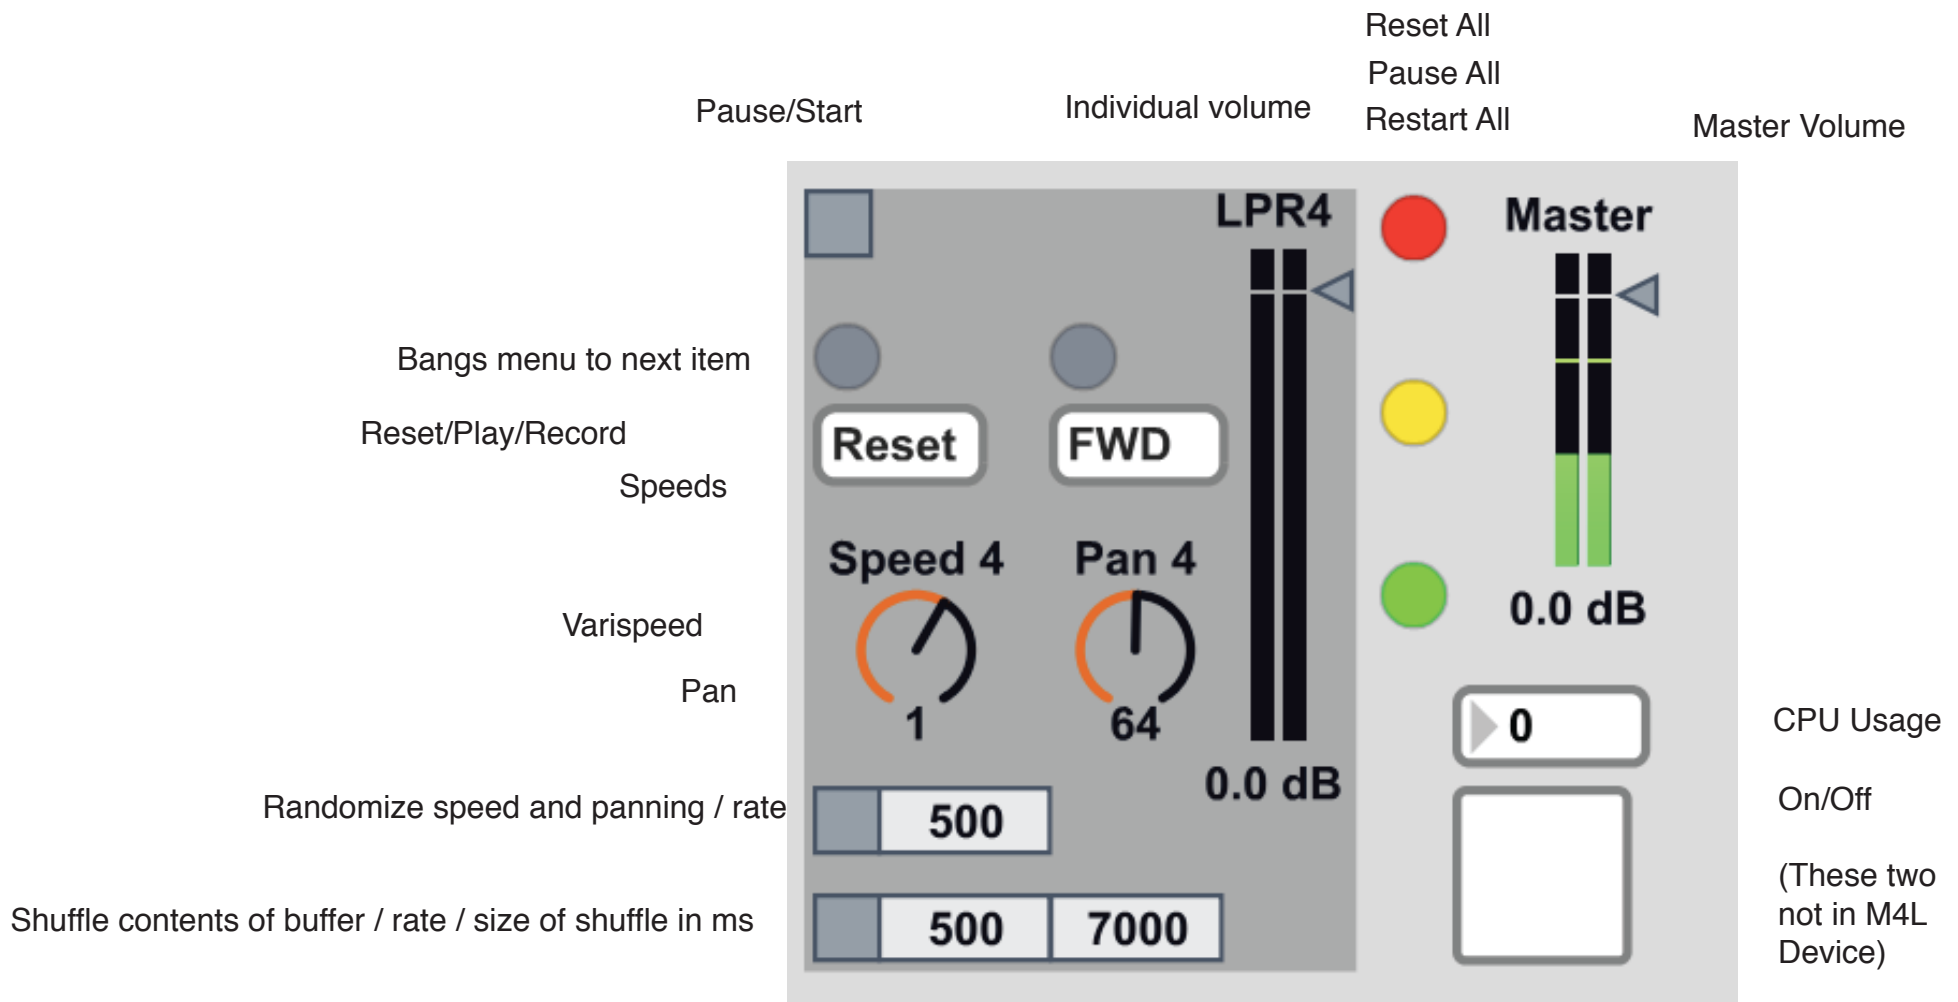 Reset All
Pause All
Restart All
Pause/Start
Individual volume
Master Volume
LPR4
Master
Bangs menu to next item
Reset/Play/Record
Reset
FWD
Speeds
Speed 4
Pan 4
0.0 dB
Varispeed
Pan
1
64
0
CPU Usage
0.0 dB
Randomize speed and panning / rate
500
On/Off
Shuffle contents of buffer / rate / size of shuffle in ms
500
7000
(These two
not in M4L
Device)